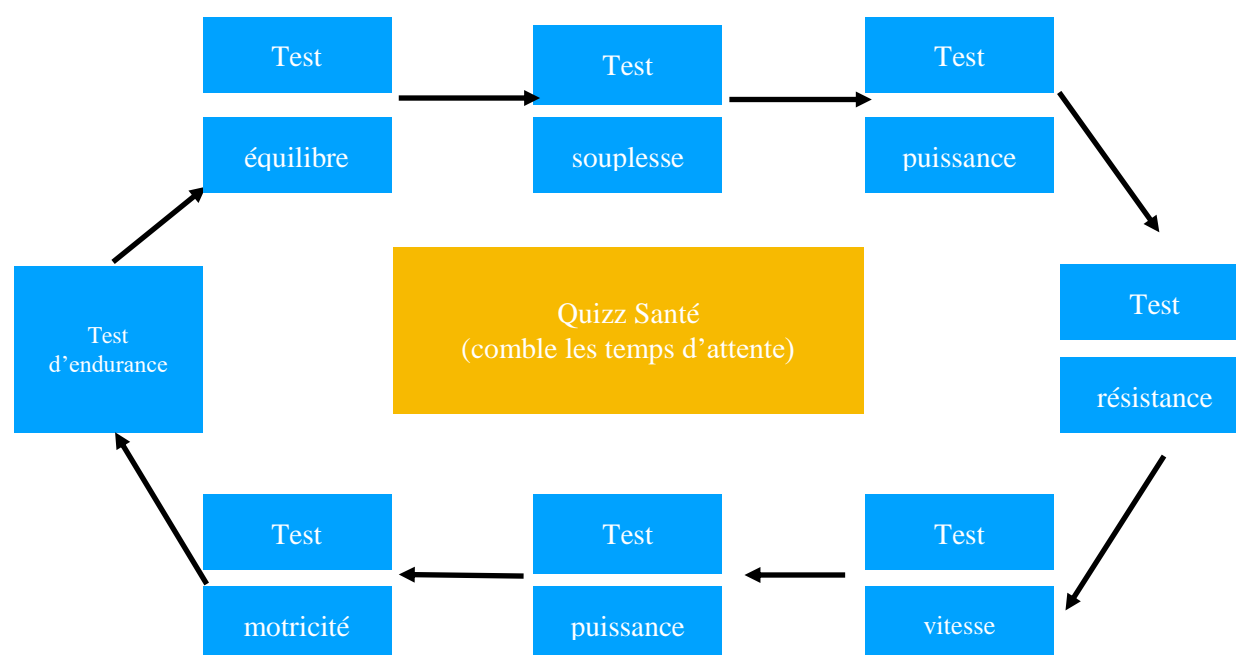 Test
équilibre
Test
souplesse
Test
puissance
Test
d’endurance
Quizz Santé
(comble les temps d’attente)
Test
résistance
Test
motricité
Test
puissance
Test
vitesse